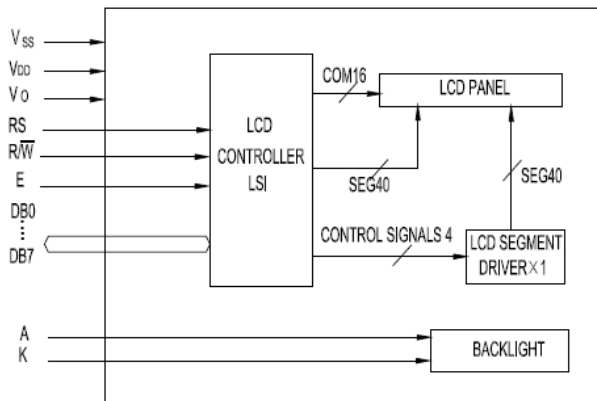 VSS
VDD
VO
RS
R/W̅
E
DB0
DB7
A
K
LCD
CONTROLLER
LSI
COM16
LCD PANEL
SEG40
SEG40
CONTROL SIGNALS 4
LCD SEGMENT
DRIVER×1
BACKLIGHT